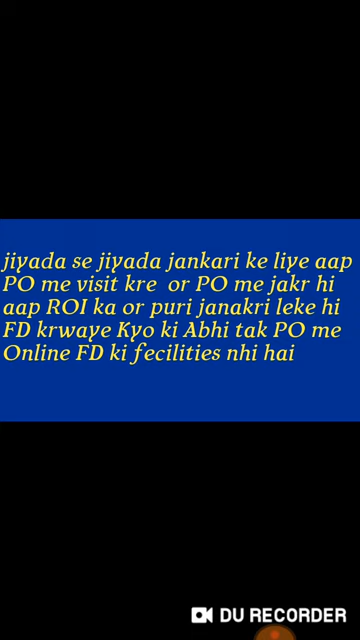 jiyada se jiyada jankari ke liye aap
PO me visit kre or PO me jakr hi
aap ROI ka or puri janakri leke hi
FD krwaye Kyo ki Abhi tak PO me
Online FD ki fecilities nhi hai
DU RECORDER